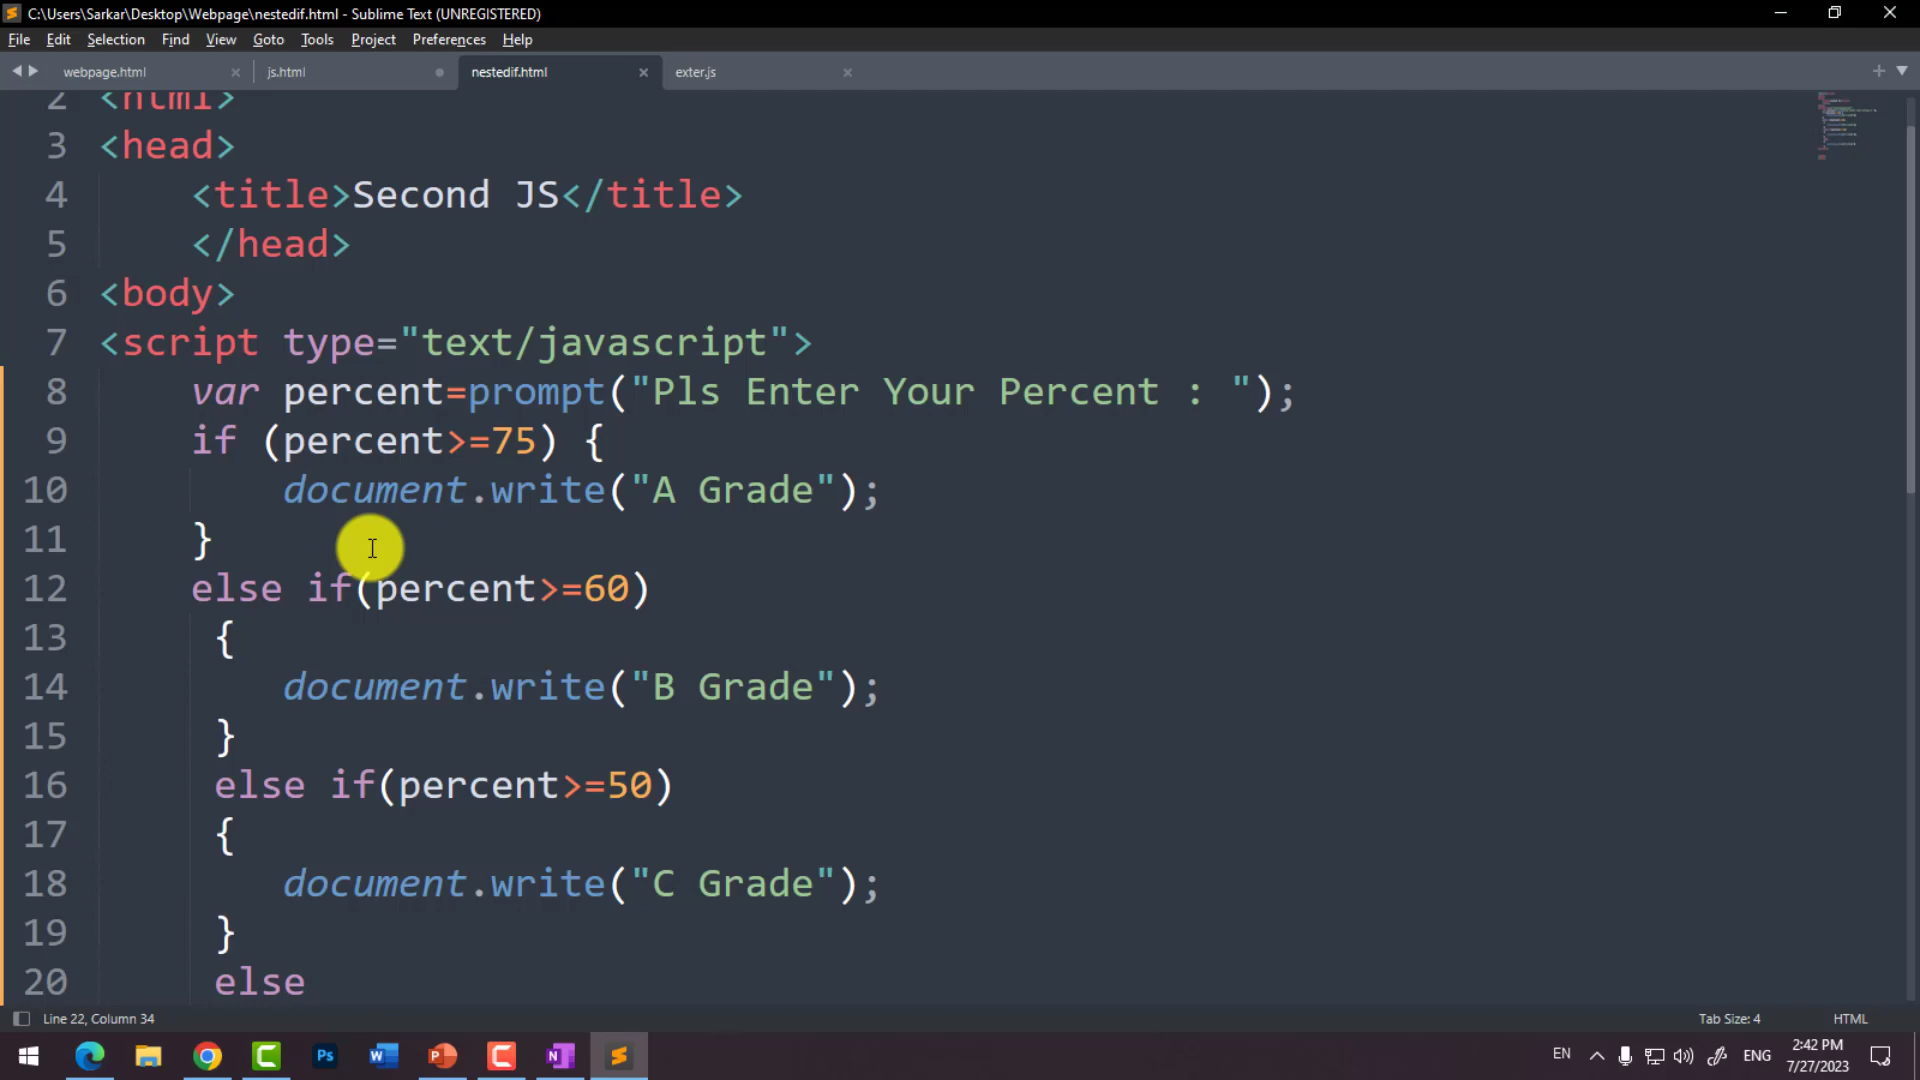 C:\Users\Sarkar\Desktop\Webpage\nestedif.html - Sublime Text (UNREGISTERED)
File Edit Selection Find View Goto Tools Project Preferences Help
webpage.html js.html nestedif.html exter.js
2 <html>
3 <head>
4 <title>Second JS</title>
5 </head>
6 <body>
7 <script type="text/javascript">
8 var percent=prompt("Pls Enter Your Percent : ");
9 if (percent>=75) {
10 document.write("A Grade");
11 }
12 else if(percent>=60)
13 {
14 document.write("B Grade");
15 }
16 else if(percent>=50)
17 {
18 document.write("C Grade");
19 }
20 else
Line 22, Column 34 Tab Size: 4 HTML
Ps W P N EN ENG 2:42 PM
7/27/2023